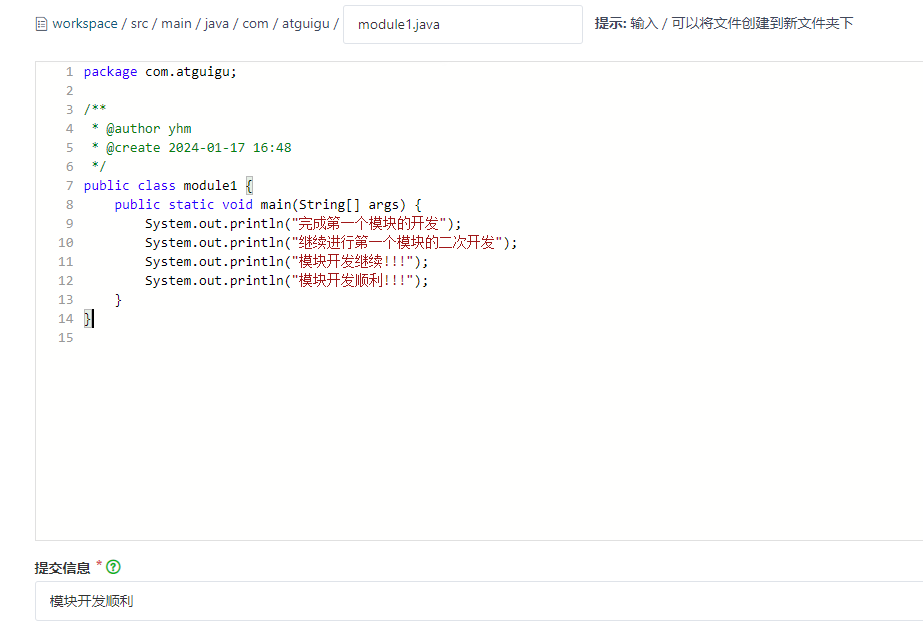 workspace / src / main / java / com / atguigu / module1.java 提示: 输入 / 可以将文件创建到新文件夹下
1 package com.atguigu;
2
3 /**
4 * @author yhm
5 * @create 2024-01-17 16:48
6 */
7 public class module1 {
8 public static void main(String[] args) {
9 System.out.println("完成第一个模块的开发");
10 System.out.println("继续进行第一个模块的二次开发");
11 System.out.println("模块开发继续!!!");
12 System.out.println("模块开发顺利!!!");
13 }
14 }
15
提交信息 * ?
模块开发顺利